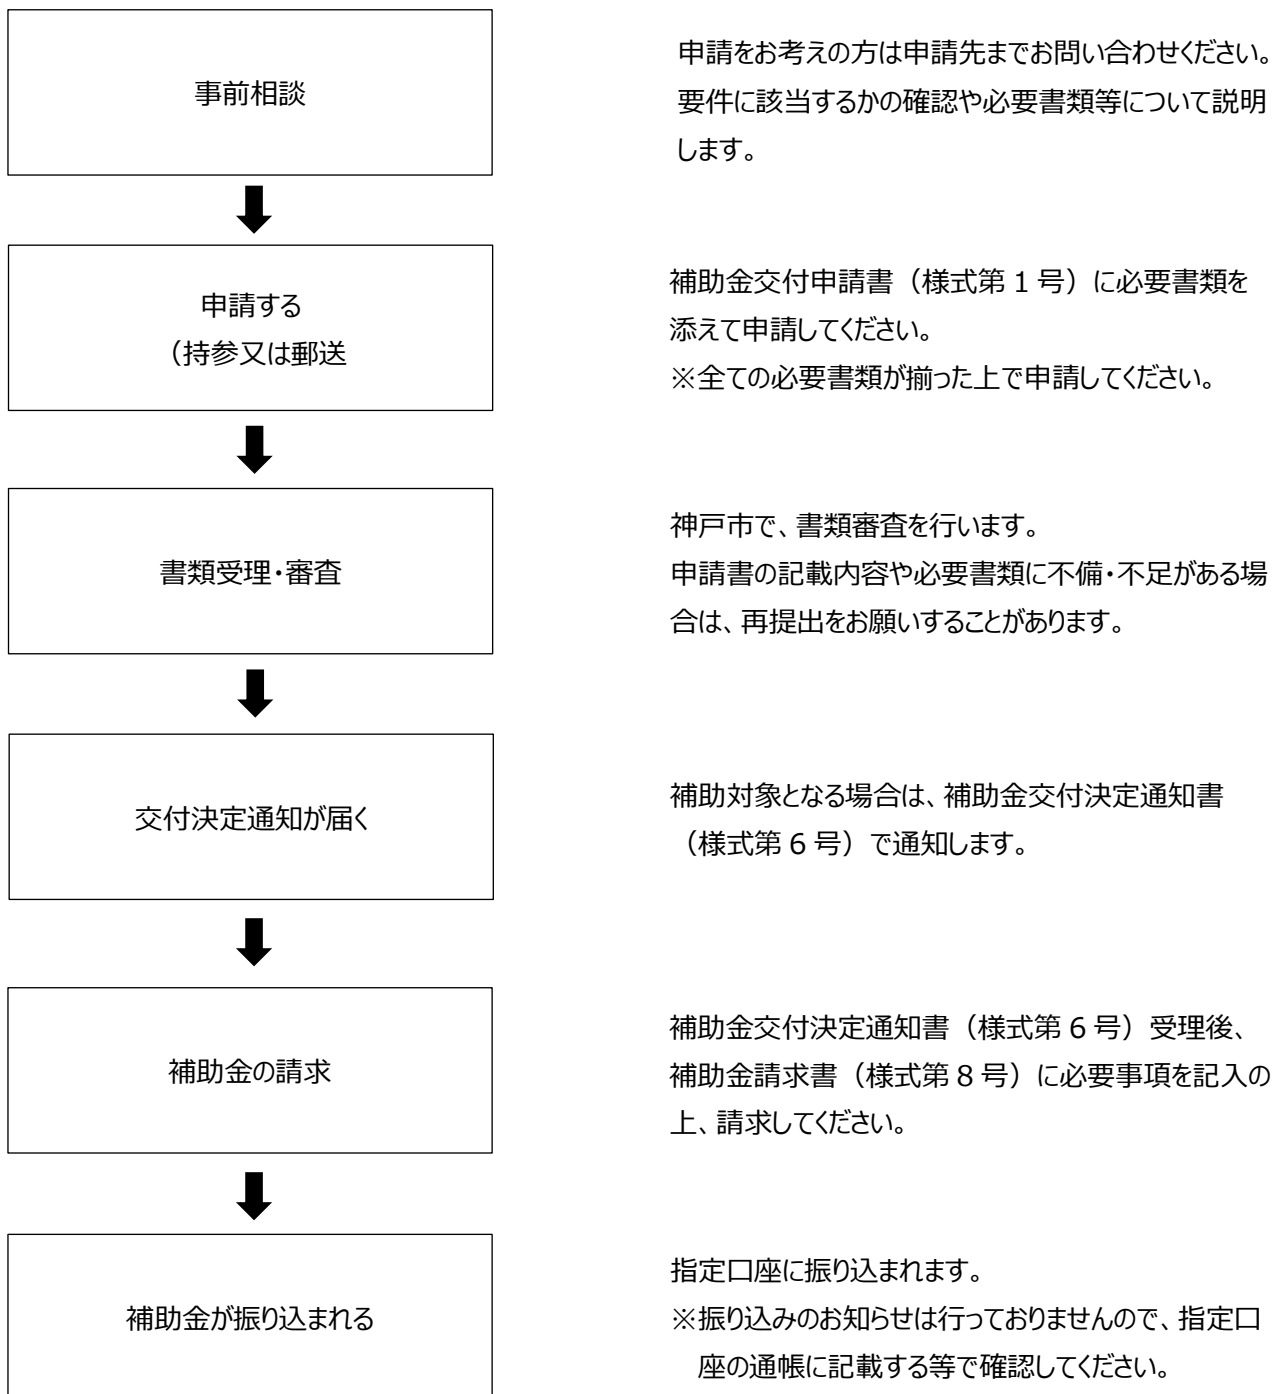 事前相談
申請をお考えの方は申請先までお問い合わせください。
要件に該当するかの確認や必要書類等について説明
します。
申請する
（持参又は郵送
補助金交付申請書（様式第1号）に必要書類を
添えて申請してください。
※全ての必要書類が揃った上で申請してください。
書類受理・審査
神戸市で、書類審査を行います。
申請書の記載内容や必要書類に不備・不足がある場
合は、再提出をお願いすることがあります。
交付決定通知が届く
補助対象となる場合は、補助金交付決定通知書
（様式第6号）で通知します。
補助金の請求
補助金交付決定通知書（様式第6号）受理後、
補助金請求書（様式第8号）に必要事項を記入の
上、請求してください。
補助金が振り込まれる
指定口座に振り込まれます。
※振り込みのお知らせは行っておりませんので、指定口
座の通帳に記載する等で確認してください。